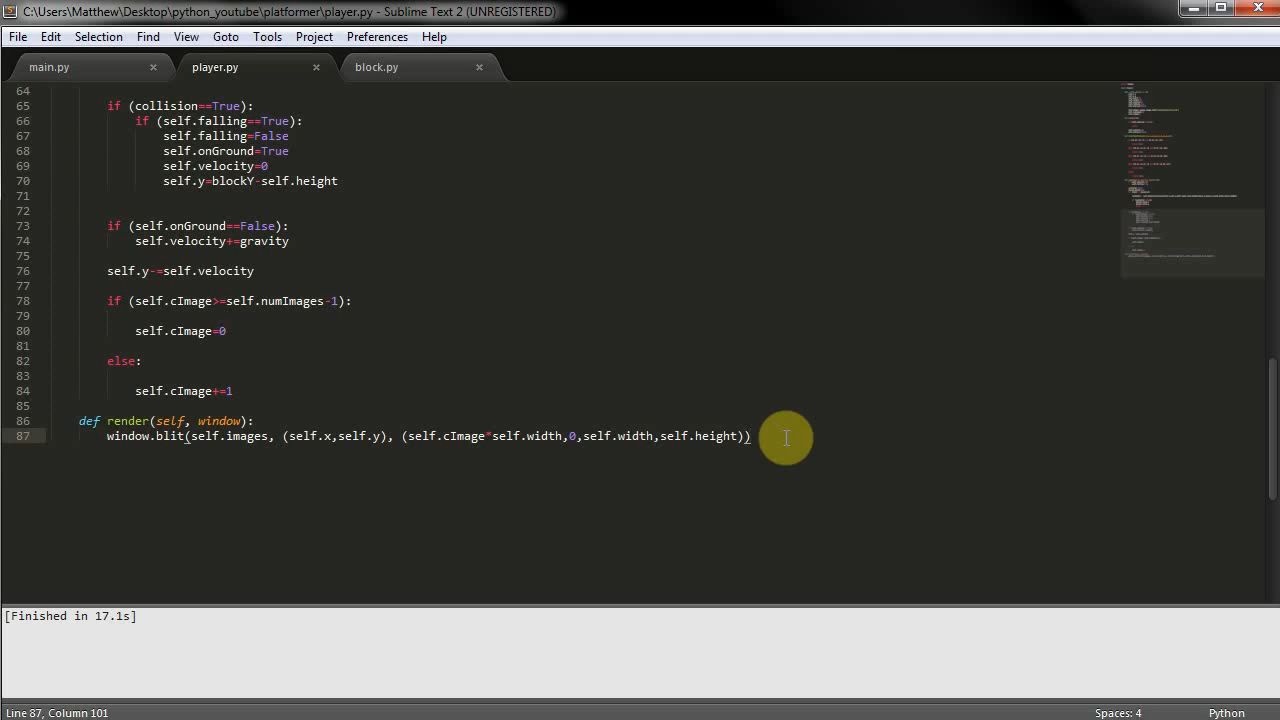 C:\Users\Matthew\Desktop\python_youtube\platformer\player.py - Sublime Text 2 (UNREGISTERED)
File Edit Selection Find View Goto Tools Project Preferences Help
main.py × player.py × block.py ×
64
65 if (collision==True):
66 if (self.falling==True):
67 self.falling=False
68 self.onGround=True
69 self.velocity=0
70 self.y=blockY-self.height
71
72
73 if (self.onGround==False):
74 self.velocity+=gravity
75
76 self.y-=self.velocity
77
78 if (self.cImage>=self.numImages-1):
79
80 self.cImage=0
81
82 else:
83
84 self.cImage+=1
85
86 def render(self, window):
87 window.blit(self.images, (self.x,self.y), (self.cImage*self.width,0,self.width,self.height))
[Finished in 17.1s]
Line 87, Column 101 Spaces: 4 Python